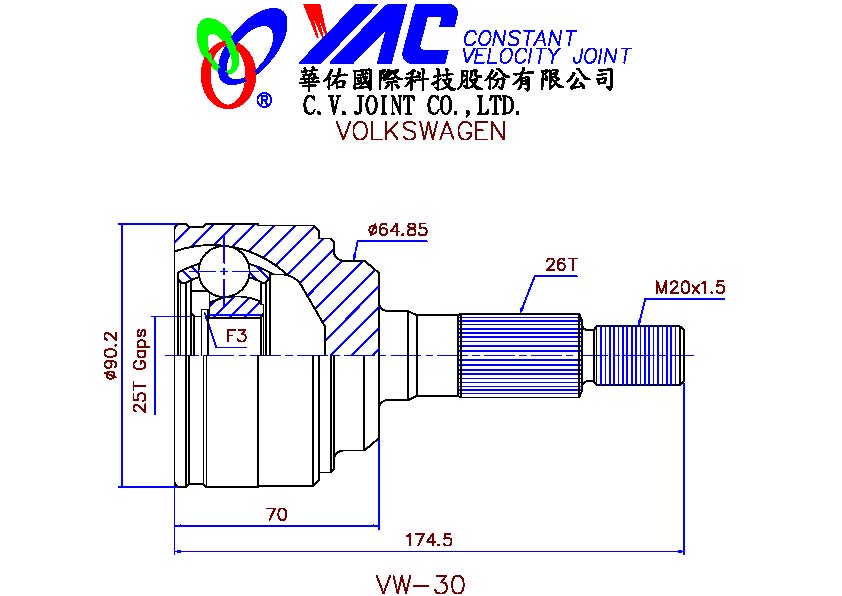 YAC CONSTANT
VELOCITY JOINT
華佑國際科技股份有限公司
® C.V.JOINT CO.,LTD.
VOLKSWAGEN
ø64.85
26T
M20x1.5
F3
ø90.2
25T Gaps
70
174.5
VW-30